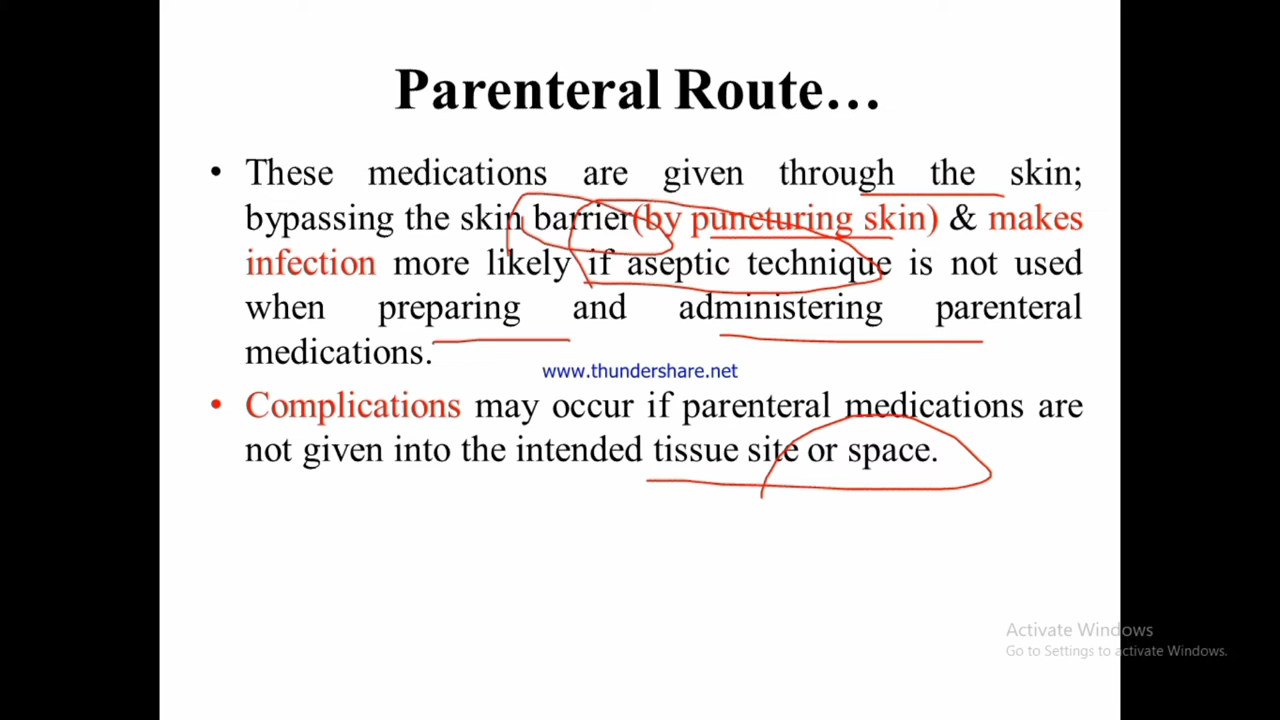 Parenteral Route…
• These medications are given through the skin;
bypassing the skin barrier(by puncturing skin) & makes
infection more likely if aseptic technique is not used
when preparing and administering parenteral
medications.
www.thundershare.net
• Complications may occur if parenteral medications are
not given into the intended tissue site or space.
Activate Windows
Go to Settings to activate Windows.